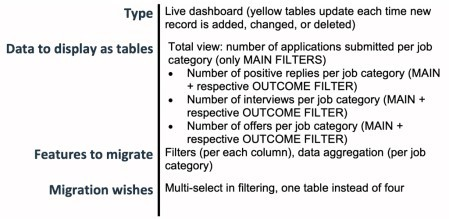 Type Live dashboard (yellow tables update each time new
record is added, changed, or deleted)
Data to display as tables Total view: number of applications submitted per job
category (only MAIN FILTERS)
• Number of positive replies per job category (MAIN
+ respective OUTCOME FILTER)
• Number of interviews per job category (MAIN +
respective OUTCOME FILTER)
• Number of offers per job category (MAIN +
respective OUTCOME FILTER)
Features to migrate Filters (per each column), data aggregation (per job
category)
Migration wishes Multi-select in filtering, one table instead of four